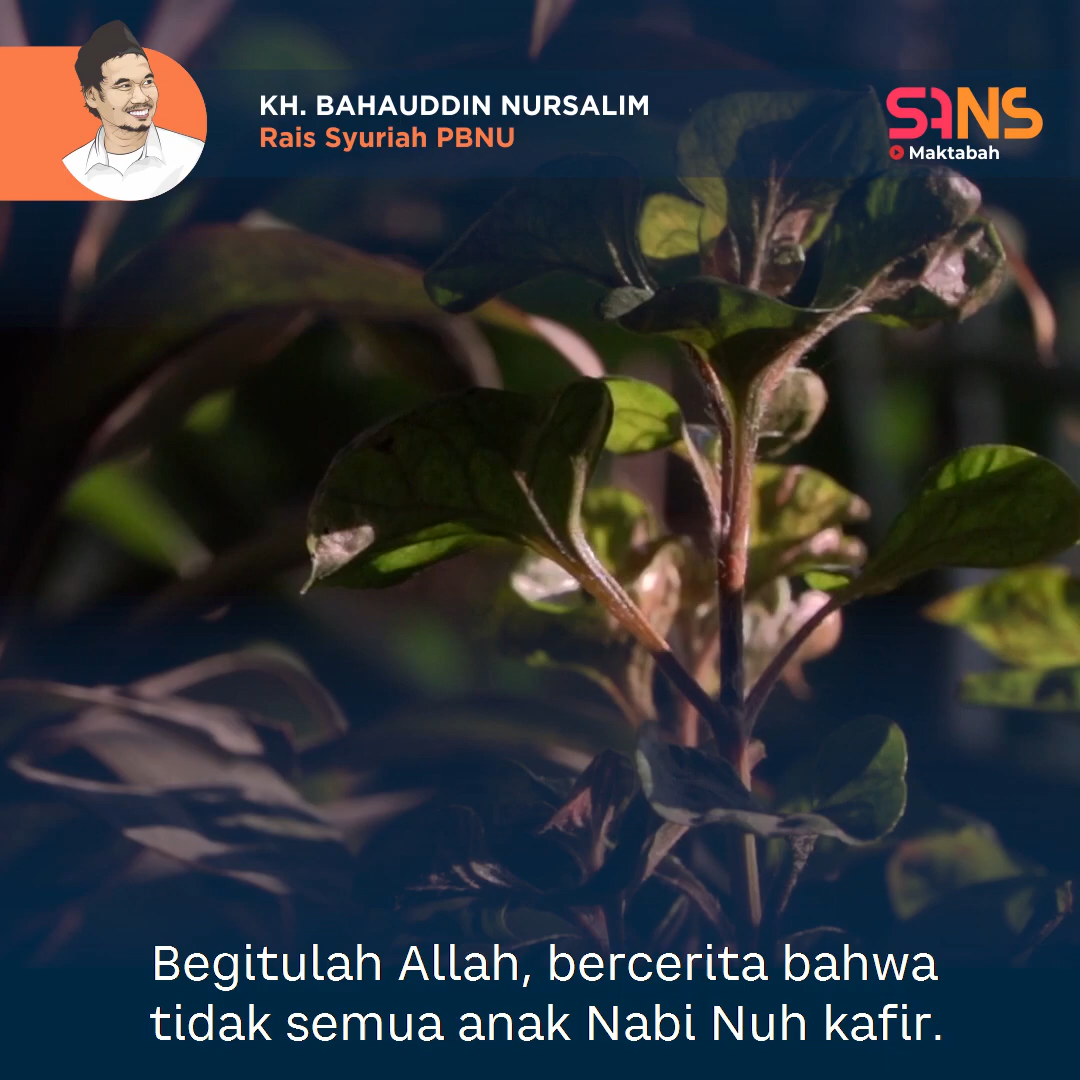 KH. BAHAUDDIN NURSALIM
Rais Syuriah PBNU
SANS
Maktabah
Begitulah Allah, bercerita bahwa
tidak semua anak Nabi Nuh kafir.